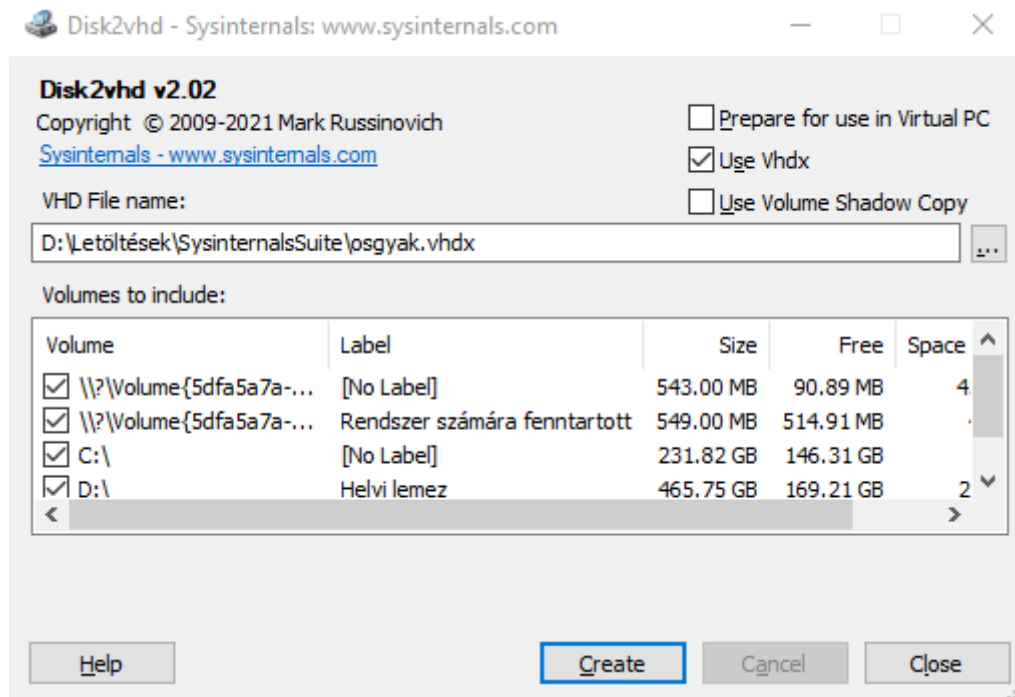 Disk2vhd - Sysinternals: www.sysinternals.com
Disk2vhd v2.02
Copyright © 2009-2021 Mark Russinovich
Sysinternals - www.sysinternals.com
Prepare for use in Virtual PC
Use Vhdx
Use Volume Shadow Copy
VHD File name:
D:\Letöltések\SysinternalsSuite\osgyak.vhdx
...
Volumes to include:
Volume Label Size Free Space
\\?\Volume{5dfa5a7a-... [No Label] 543.00 MB 90.89 MB 4
\\?\Volume{5dfa5a7a-... Rendszer számára fenntartott 549.00 MB 514.91 MB
C:\ [No Label] 231.82 GB 146.31 GB
D:\ Helyi lemez 465.75 GB 169.21 GB 2
Help Create Cancel Close